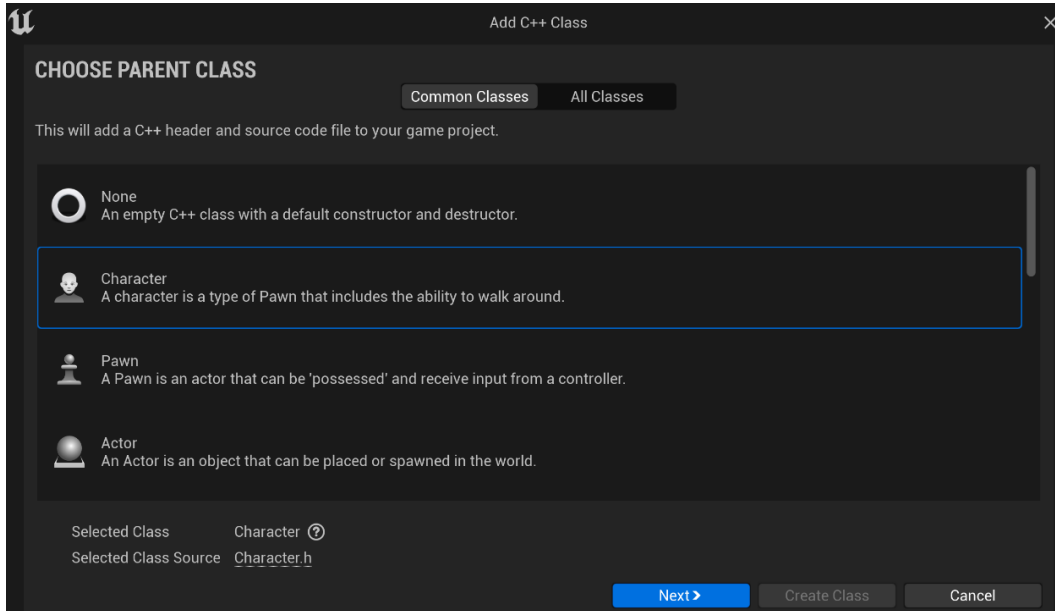 Add C++ Class
CHOOSE PARENT CLASS
Common Classes All Classes
This will add a C++ header and source code file to your game project.
None
An empty C++ class with a default constructor and destructor.
Character
A character is a type of Pawn that includes the ability to walk around.
Pawn
A Pawn is an actor that can be 'possessed' and receive input from a controller.
Actor
An Actor is an object that can be placed or spawned in the world.
Selected Class Character ?
Selected Class Source Character.h
Next > Create Class Cancel